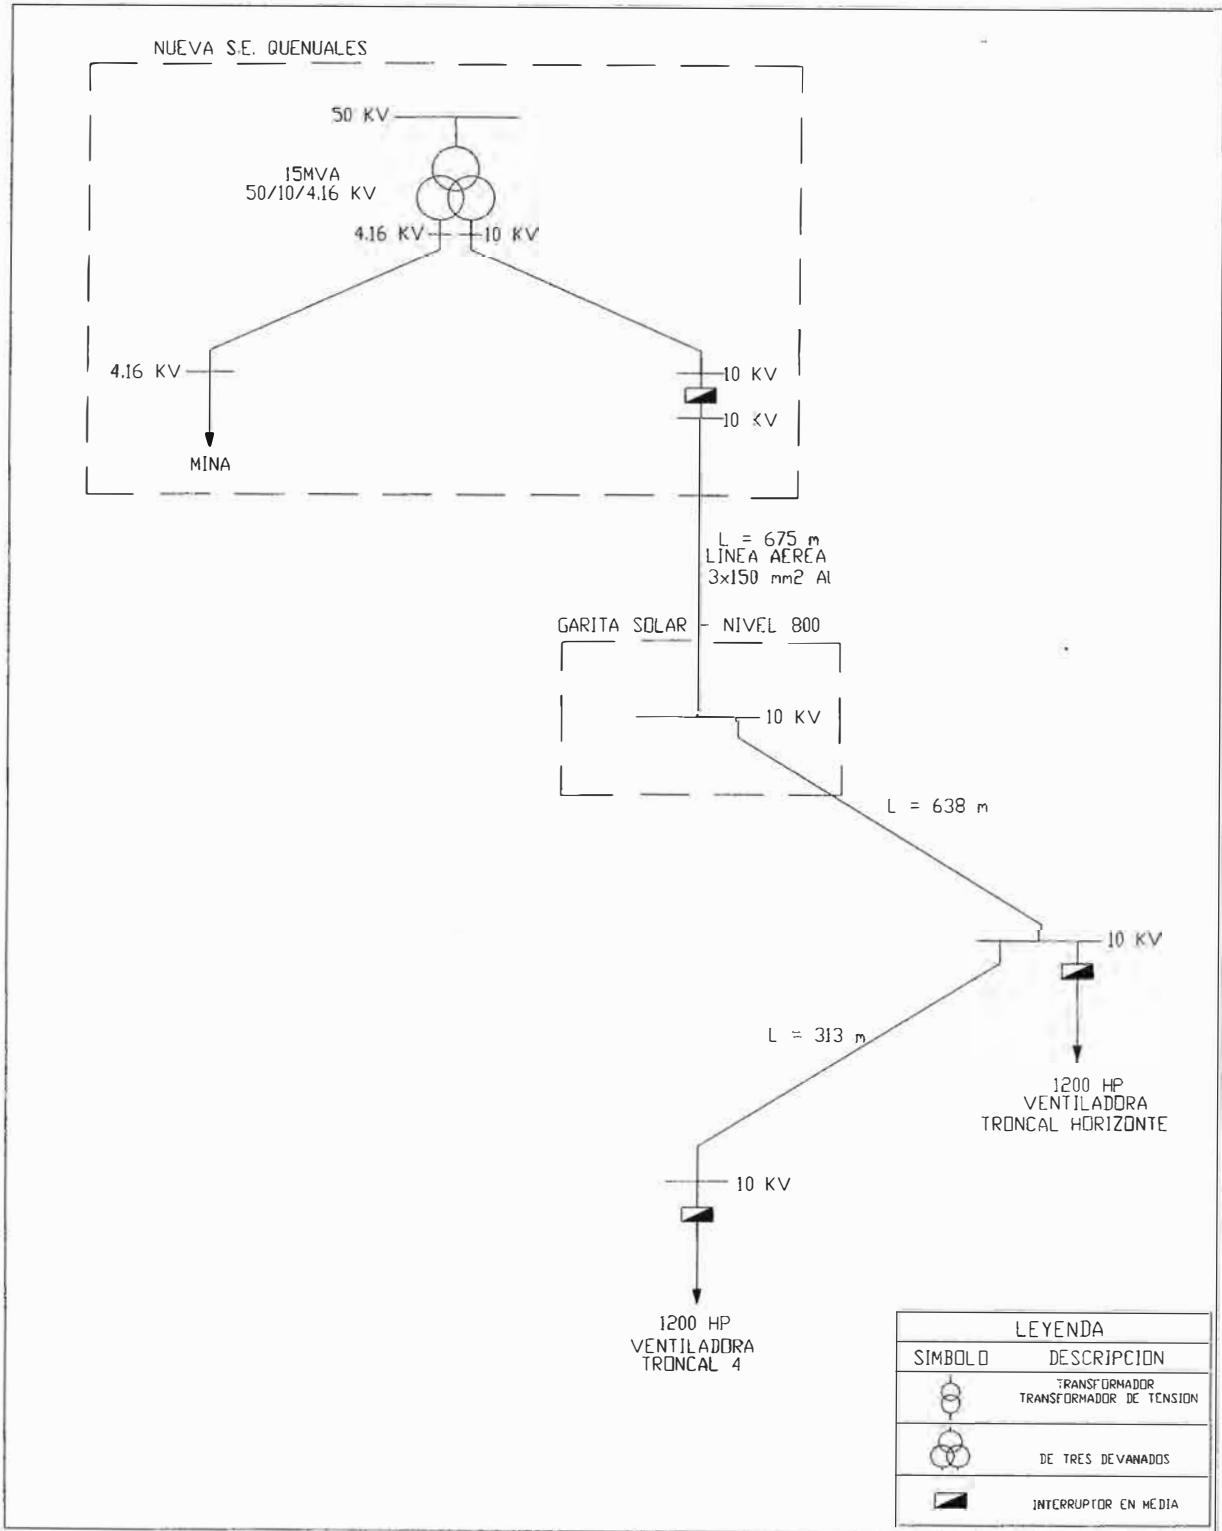 NUEVA S.E. QUENUALES
50 KV
15MVA
50/10/4.16 KV
4.16 KV
10 KV
4.16 KV
10 KV
10 KV
MINA
L = 675 m
LINEA AEREA
3x150 mm2 Al
GARITA SOLAR - NIVEL 800
10 KV
L = 638 m
10 KV
L = 313 m
1200 HP
VENTILADORA
TRONCAL HORIZONTE
10 KV
1200 HP
VENTILADORA
TRONCAL 4
LEYENDA
SIMBOLO DESCRIPCION
TRANSFORMADOR
TRANSFORMADOR DE TENSION
DE TRES DEVANADOS
INTERRUPTOR EN MEDIA